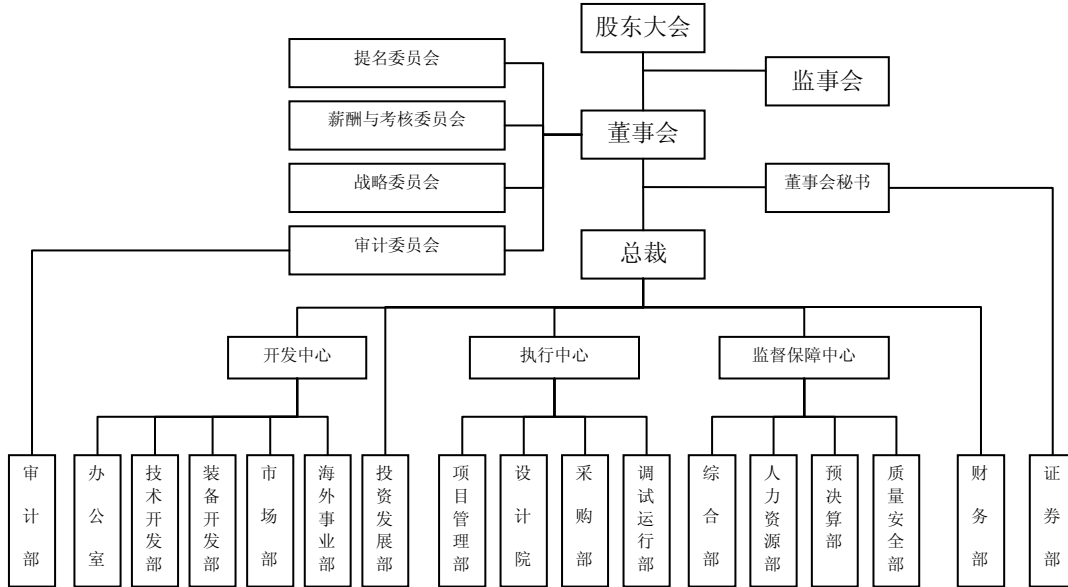 股东大会
提名委员会
监事会
薪酬与考核委员会
董事会
战略委员会
董事会秘书
审计委员会
总裁
开发中心
执行中心
监督保障中心
审计部
办公室
技术开发部
装备开发部
市场部
海外事业部
投资发展部
项目管理部
设计院
采购部
调试运行部
综合部
人力资源部
预决算部
质量安全部
财务部
证券部